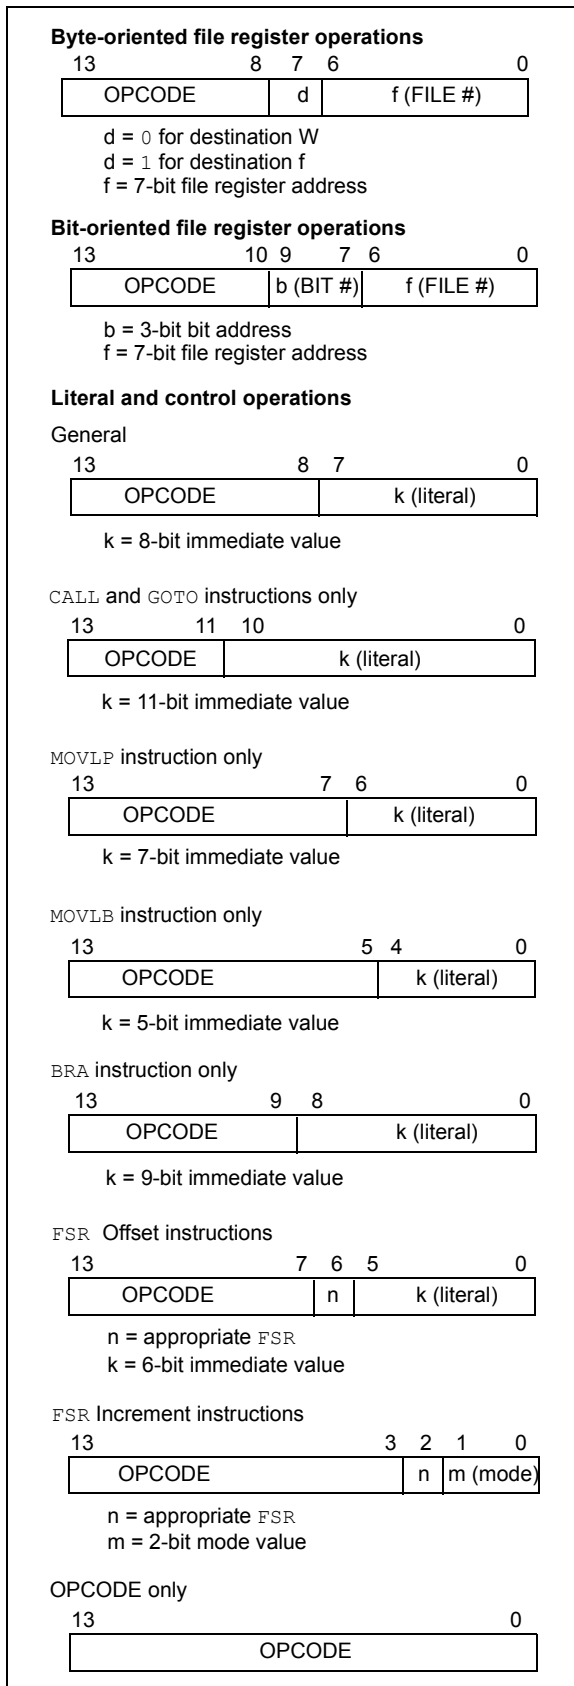 Byte-oriented file register operations
13 8 7 6 0
OPCODE d f (FILE #)
d = 0 for destination W
d = 1 for destination f
f = 7-bit file register address
Bit-oriented file register operations
13 10 9 7 6 0
OPCODE b (BIT #) f (FILE #)
b = 3-bit bit address
f = 7-bit file register address
Literal and control operations
General
13 8 7 0
OPCODE k (literal)
k = 8-bit immediate value
CALL and GOTO instructions only
13 11 10 0
OPCODE k (literal)
k = 11-bit immediate value
MOVLP instruction only
13 7 6 0
OPCODE k (literal)
k = 7-bit immediate value
MOVLB instruction only
13 5 4 0
OPCODE k (literal)
k = 5-bit immediate value
BRA instruction only
13 9 8 0
OPCODE k (literal)
k = 9-bit immediate value
FSR Offset instructions
13 7 6 5 0
OPCODE n k (literal)
n = appropriate FSR
k = 6-bit immediate value
FSR Increment instructions
13 3 2 1 0
OPCODE n m (mode)
n = appropriate FSR
m = 2-bit mode value
OPCODE only
13 0
OPCODE